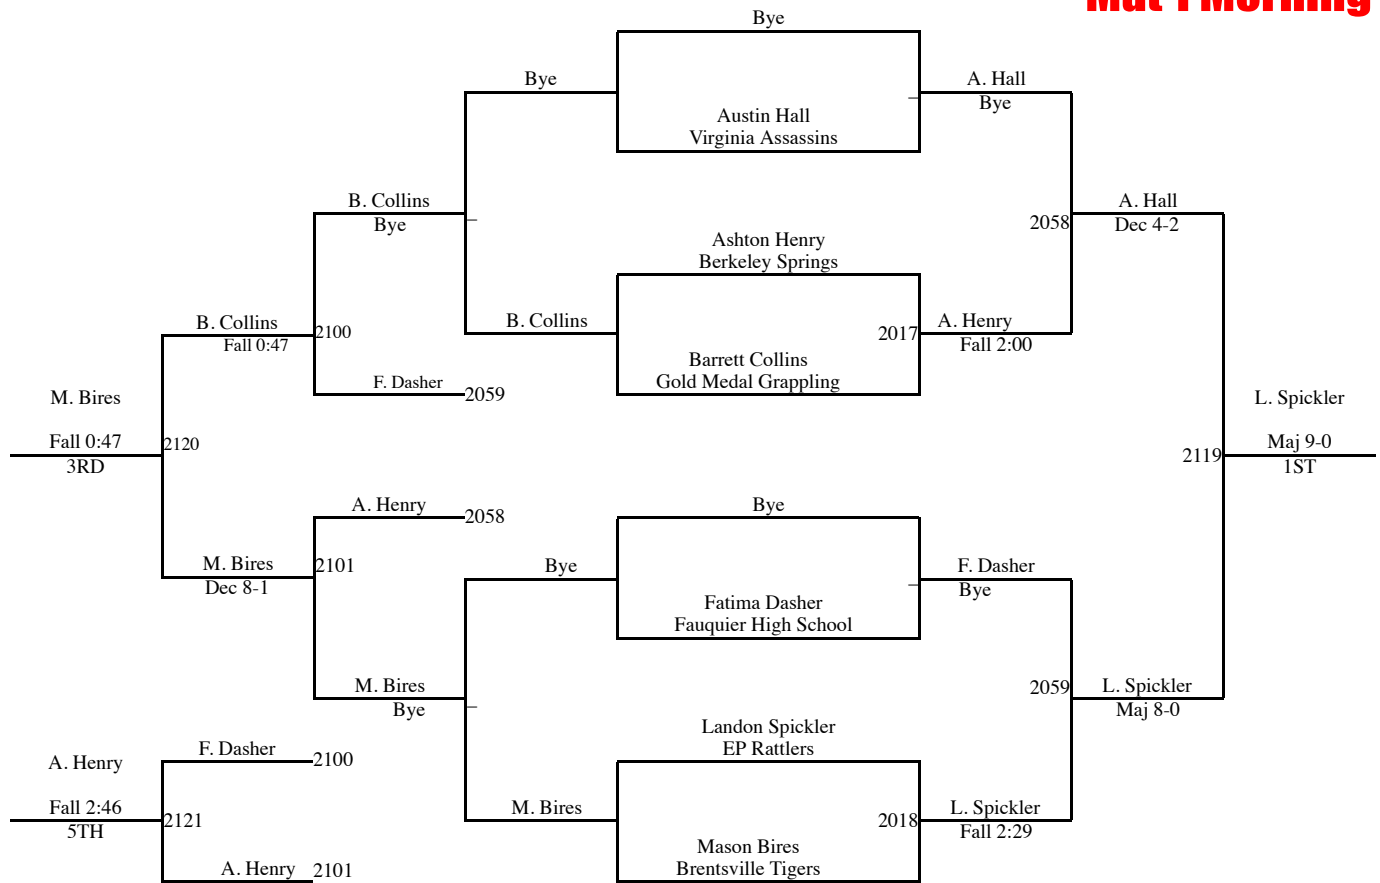 Mat 1 Morning
Bye
Bye
A. Hall
Bye
Austin Hall
Virginia Assassins
B. Collins
Bye
A. Hall
Dec 4-2
2058
Ashton Henry
Berkeley Springs
B. Collins
Fall 0:47
2100
B. Collins
2017
A. Henry
Fall 2:00
Barrett Collins
Gold Medal Grappling
F. Dasher
2059
M. Bires
Fall 0:47
3RD
2120
L. Spickler
Maj 9-0
1ST
2119
A. Henry
2058
Bye
M. Bires
Dec 8-1
2101
Bye
F. Dasher
Bye
Fatima Dasher
Fauquier High School
M. Bires
Bye
2059
L. Spickler
Maj 8-0
Landon Spickler
EP Rattlers
F. Dasher
2100
A. Henry
Fall 2:46
5TH
2121
M. Bires
2018
L. Spickler
Fall 2:29
Mason Bires
Brentsville Tigers
A. Henry
2101